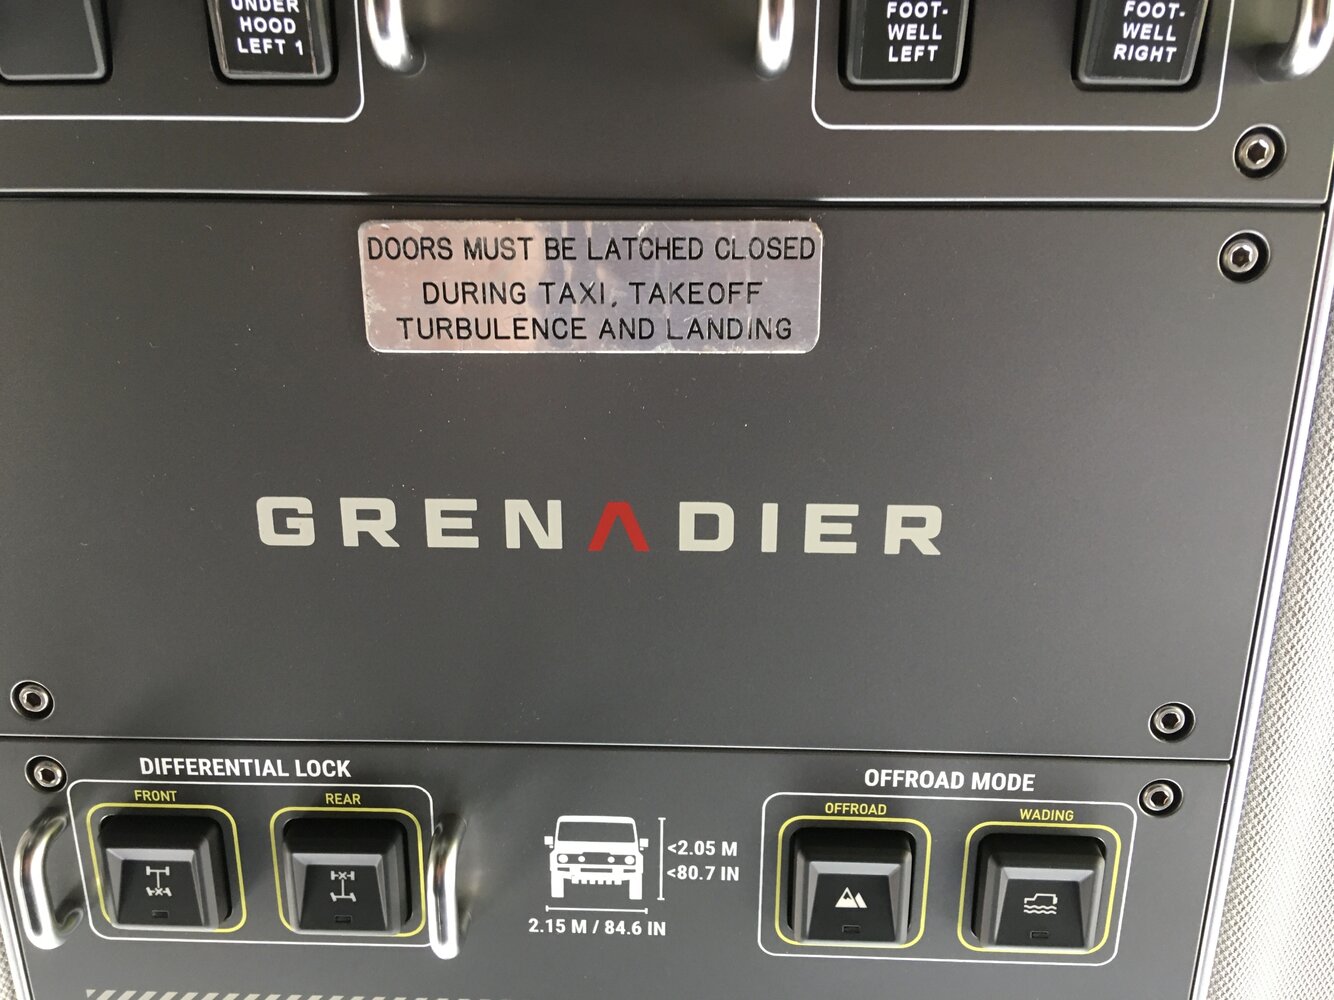 UNDER
HOOD
LEFT 1
FOOT-
WELL
LEFT
FOOT-
WELL
RIGHT
DOORS MUST BE LATCHED CLOSED
DURING TAXI, TAKEOFF
TURBULENCE AND LANDING
GRENADIER
DIFFERENTIAL LOCK
FRONT
REAR
<2.05 M
<80.7 IN
2.15 M / 84.6 IN
OFFROAD MODE
OFFROAD
WADING